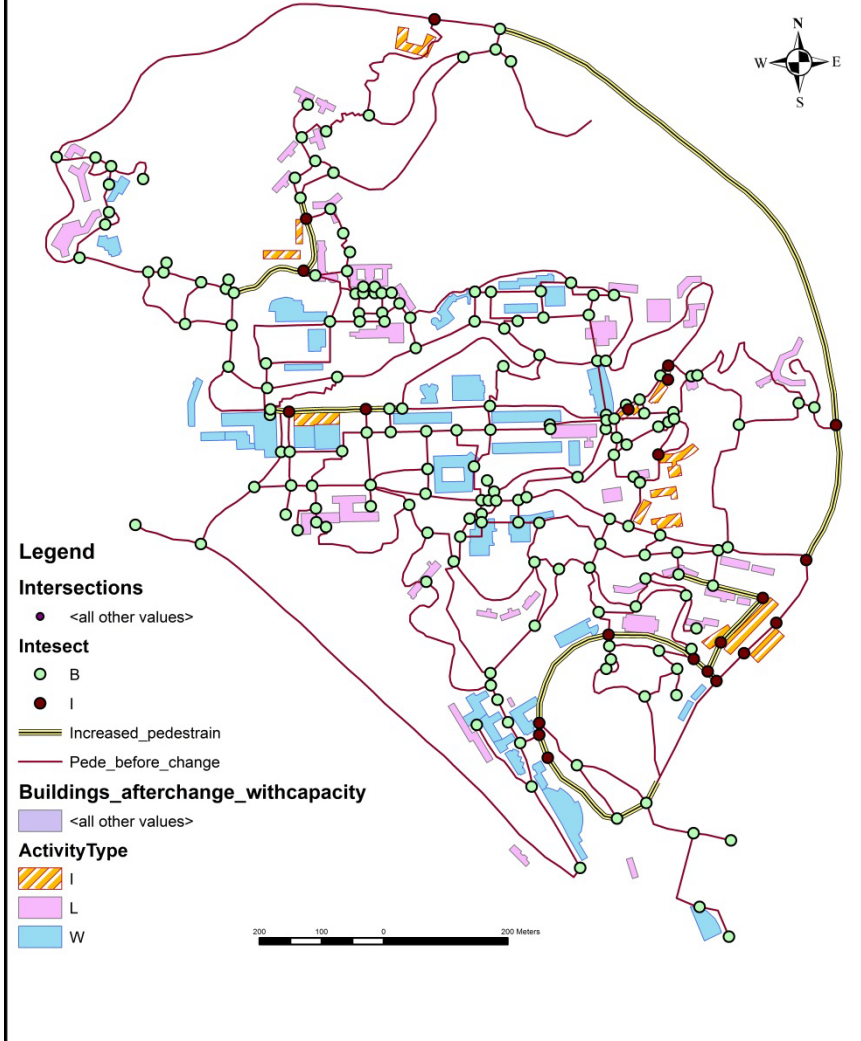 N
W
E
S
Legend
Intersections
<all other values>
Intesect
B
I
Increased_pedestrain
Pede_before_change
Buildings_afterchange_withcapacity
<all other values>
ActivityType
I
L
W
200 100 0 200 Meters